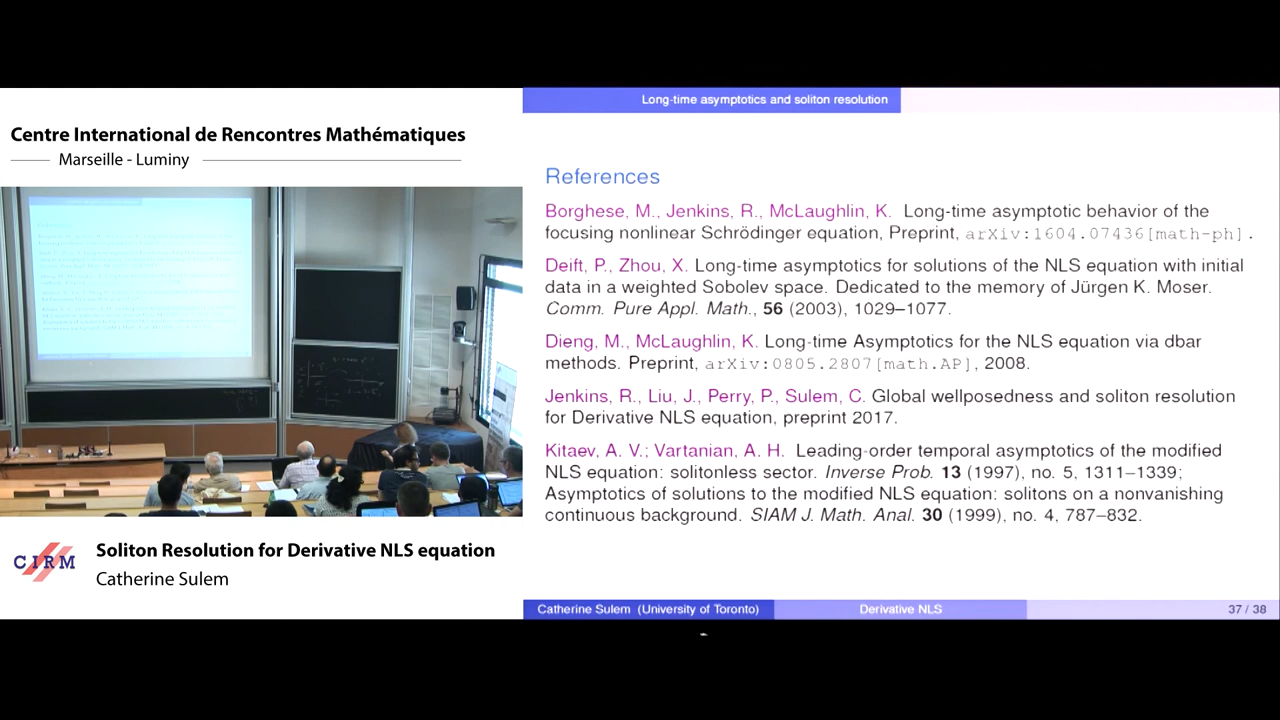 Centre International de Rencontres Mathématiques
Marseille - Luminy
CIRM
Soliton Resolution for Derivative NLS equation
Catherine Sulem
Long-time asymptotics and soliton resolution
References
Borghese, M., Jenkins, R., McLaughlin, K. Long-time asymptotic behavior of the
focusing nonlinear Schrödinger equation, Preprint, arXiv:1604.07436[math-ph].
Deift, P., Zhou, X. Long-time asymptotics for solutions of the NLS equation with initial
data in a weighted Sobolev space. Dedicated to the memory of Jürgen K. Moser.
Comm. Pure Appl. Math., 56 (2003), 1029–1077.
Dieng, M., McLaughlin, K. Long-time Asymptotics for the NLS equation via dbar
methods. Preprint, arXiv:0805.2807[math.AP], 2008.
Jenkins, R., Liu, J., Perry, P., Sulem, C. Global wellposedness and soliton resolution
for Derivative NLS equation, preprint 2017.
Kitaev, A. V.; Vartanian, A. H. Leading-order temporal asymptotics of the modified
NLS equation: solitonless sector. Inverse Prob. 13 (1997), no. 5, 1311–1339;
Asymptotics of solutions to the modified NLS equation: solitons on a nonvanishing
continuous background. SIAM J. Math. Anal. 30 (1999), no. 4, 787–832.
Catherine Sulem (University of Toronto)
Derivative NLS
37 / 38